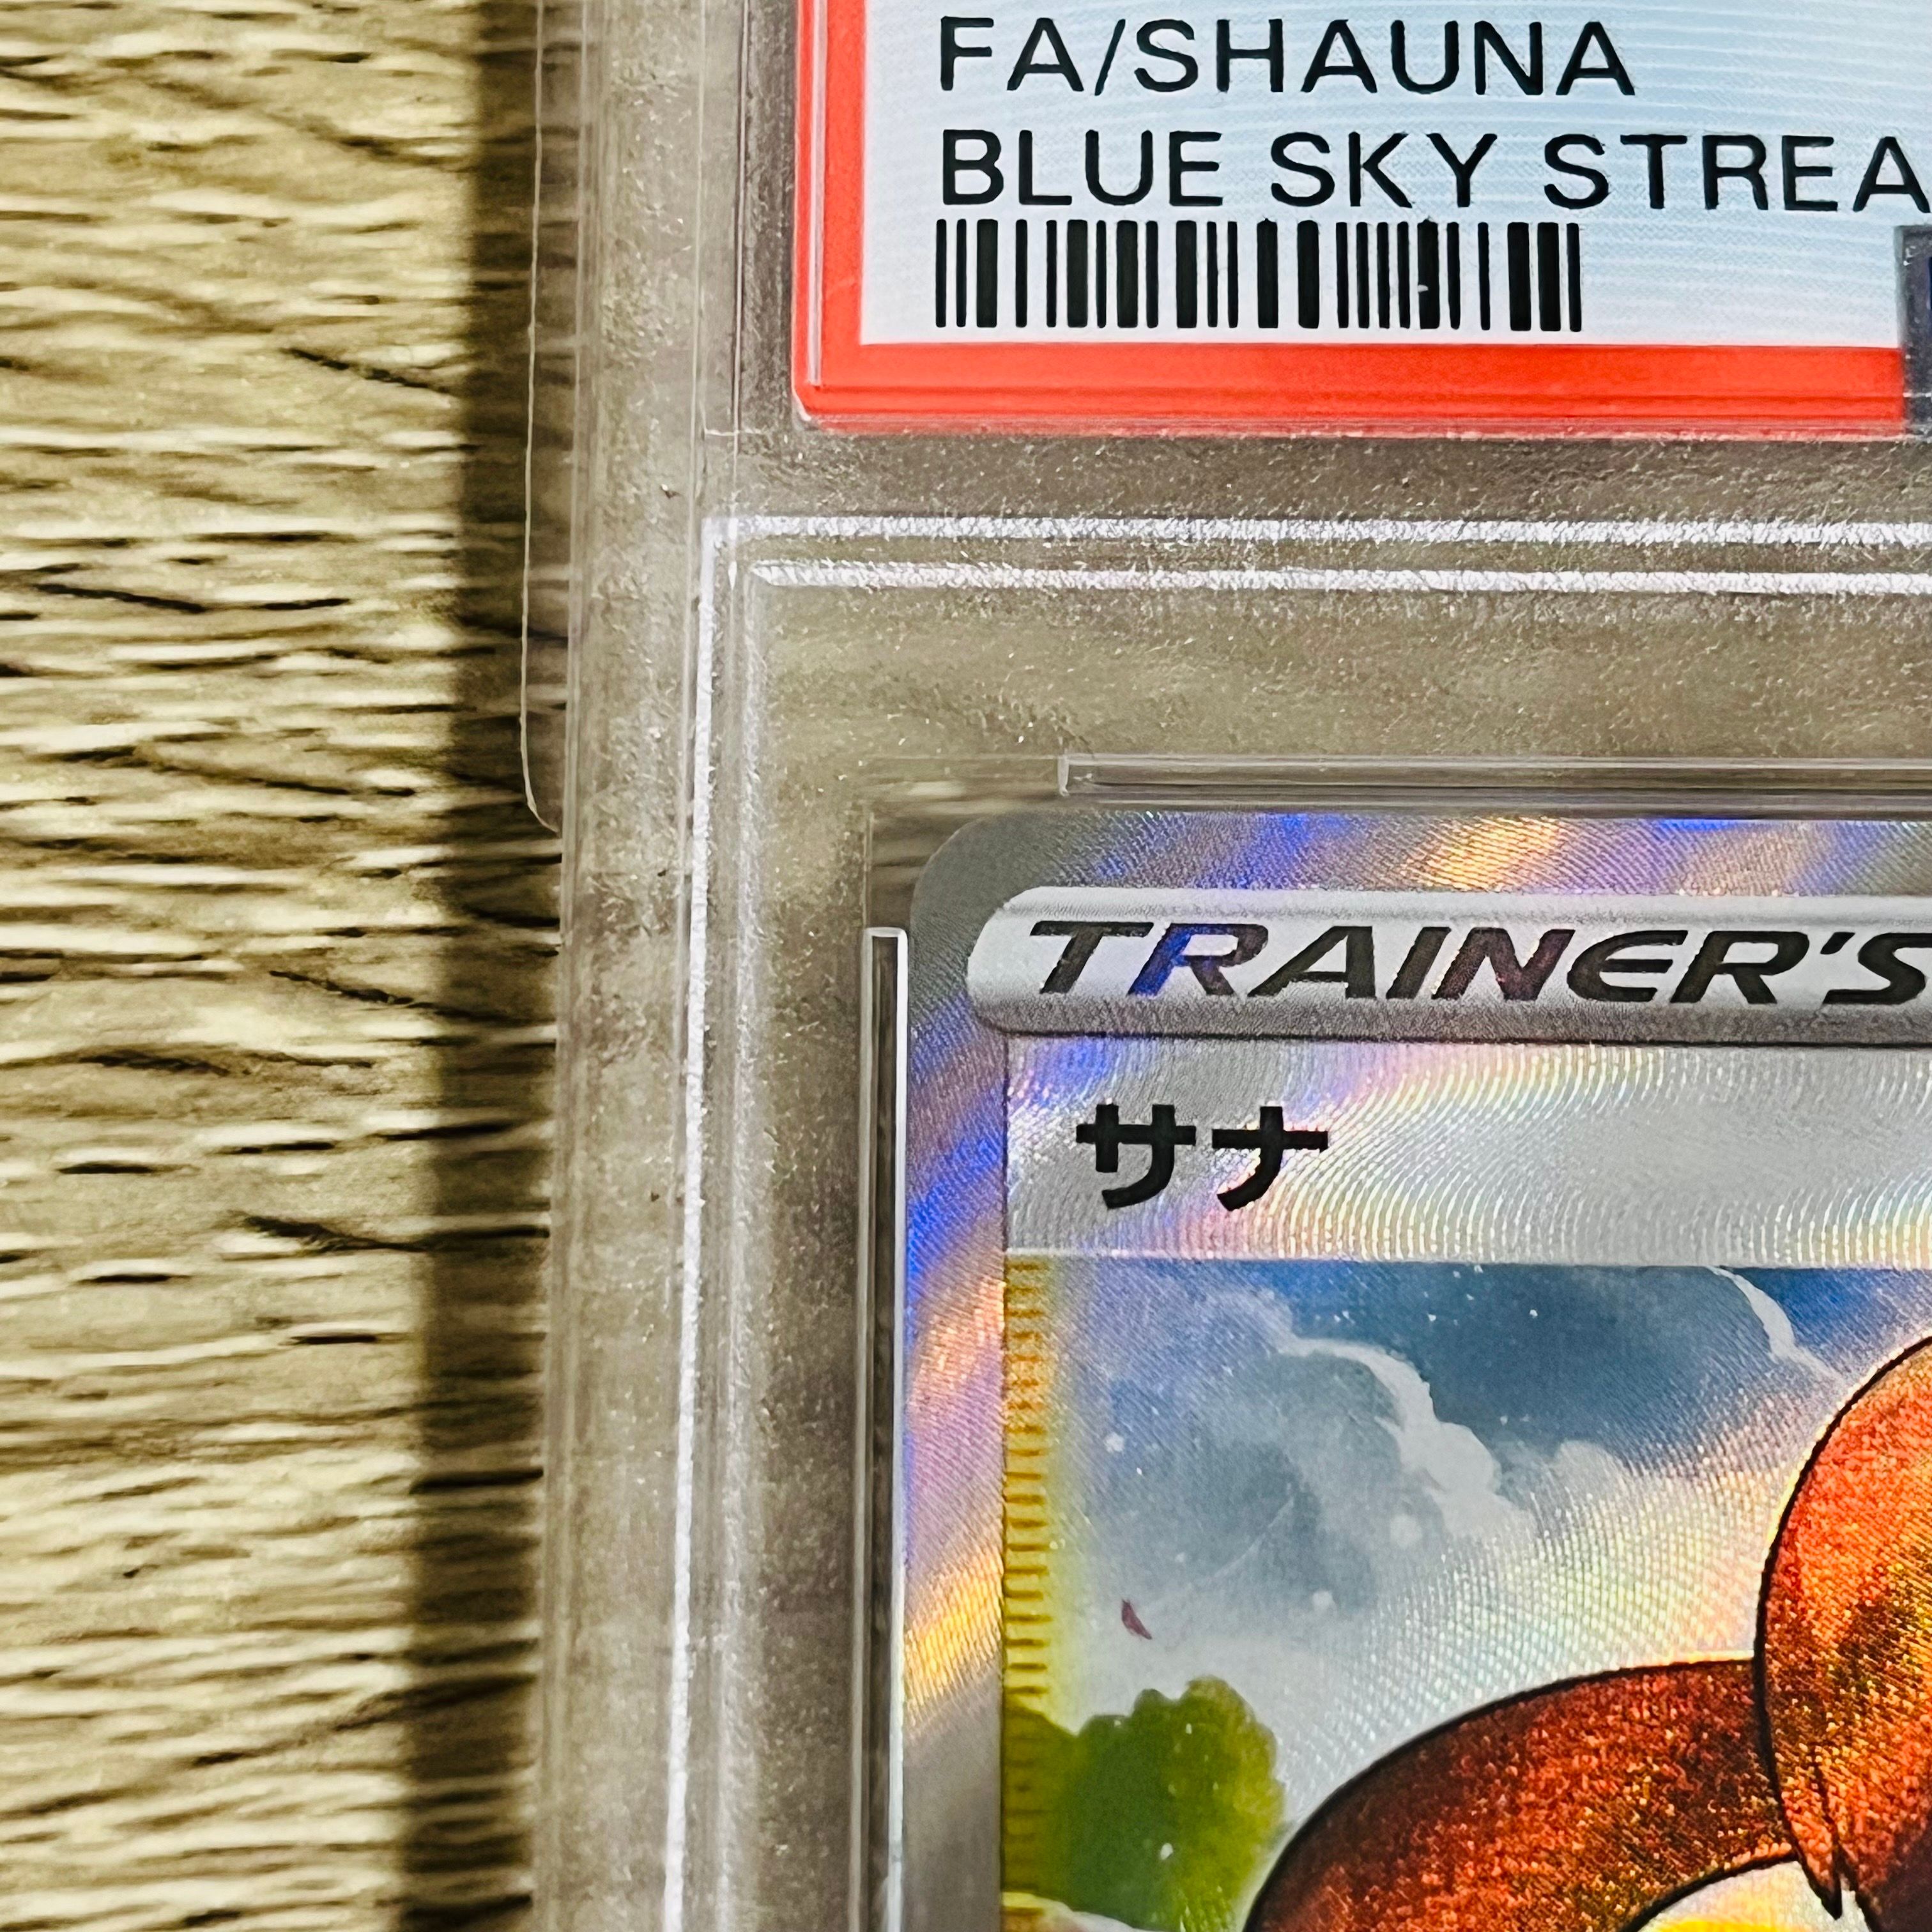 FA/SHAUNA
BLUE SKY STREA
TRAINER'S
サナ